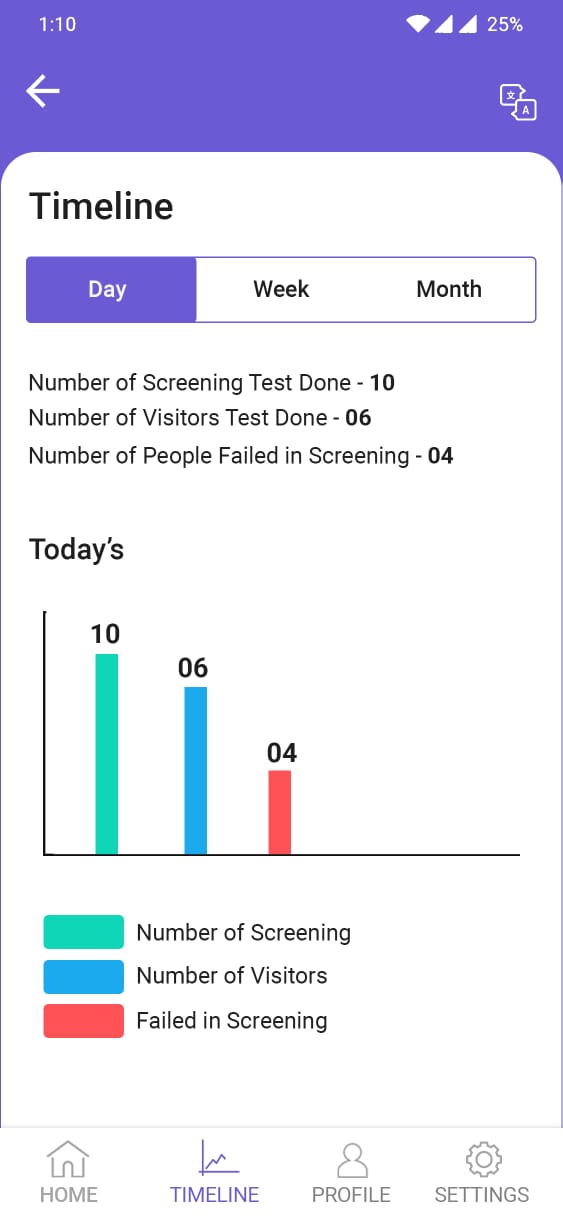 1:10 25%
文 A
Timeline
Day Week Month
Number of Screening Test Done - 10
Number of Visitors Test Done - 06
Number of People Failed in Screening - 04
Today’s
10
06
04
Number of Screening
Number of Visitors
Failed in Screening
HOME TIMELINE PROFILE SETTINGS